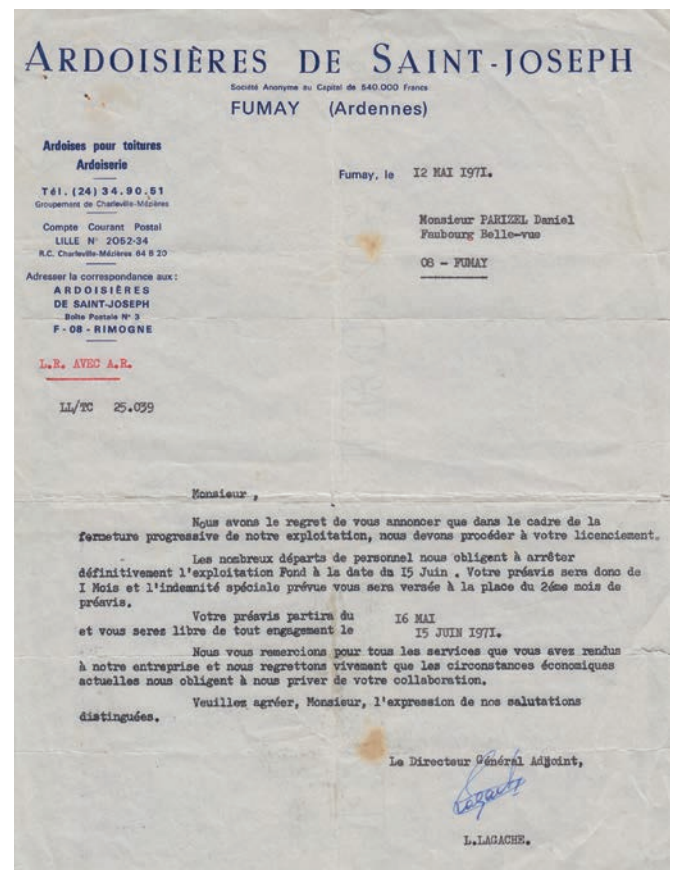 ARDOISIÈRES DE SAINT-JOSEPH
Société Anonyme au Capital de 540.000 Francs
FUMAY (Ardennes)
Ardoises pour toitures
Ardoiserie
Tél. (24) 34.90.51
Groupement de Charleville-Mézières
Compte Courant Postal
LILLE N° 2052-34
R.C. Charleville-Mézières 64 B 20
Adresser la correspondance aux :
ARDOISIÈRES
DE SAINT-JOSEPH
Boîte Postale N° 3
F - 08 - RIMOGNE
L.R. AVEC A.R.
LL/TC 25.039
Fumay, le 12 MAI 1971.
Monsieur PARIZEL Daniel
Faubourg Belle-vue
08 - FUMAY
Monsieur ,
Nous avons le regret de vous annoncer que dans le cadre de la
fermeture progressive de notre exploitation, nous devons procéder à votre licenciement.
Les nombreux départs de personnel nous obligent à arrêter
définitivement l'exploitation Fond à la date du I5 Juin . Votre préavis sera donc de
I Mois et l'indemnité spéciale prévue vous sera versée à la place du 2éme mois de
préavis.
Votre préavis partira du 16 MAI
et vous seres libre de tout engagement le 15 JUIN 1971.
Nous vous remercions pour tous les services que vous avez rendus
à notre entreprise et nous regrettons vivement que les circonstances économiques
actuelles nous obligent à nous priver de votre collaboration.
Veuillez agréer, Monsieur, l'expression de nos salutations
distinguées.
Le Directeur Général Adjoint,
Lagache
L.LAGACHE.